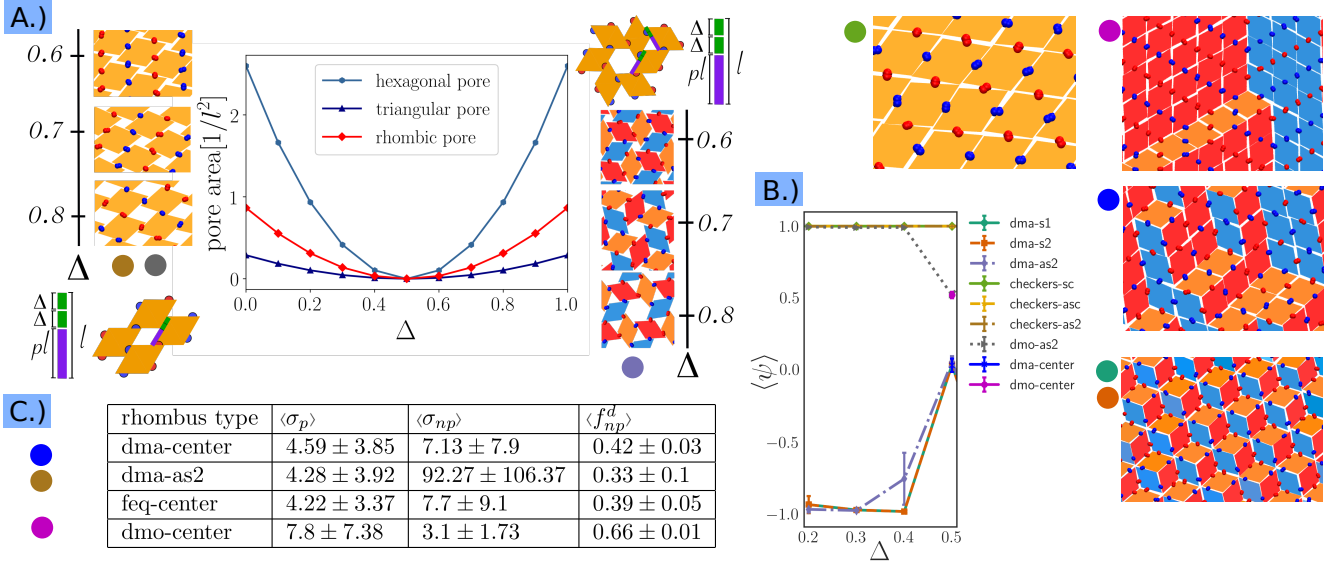 A.)
0.6
0.7
0.8
Δ
Δ
Δ
pl
l
pore area[1/l²]
2
1
0
hexagonal pore
triangular pore
rhombic pore
0.0 0.2 0.4 0.6 0.8 1.0
Δ
Δ
Δ
pl
l
0.6
0.7
0.8
Δ
B.)
⟨ψ⟩
1.0
0.5
0.0
−0.5
−1.0
0.2 0.3 0.4 0.5
Δ
dma-s1
dma-s2
dma-as2
checkers-sc
checkers-asc
checkers-as2
dmo-as2
dma-center
dmo-center
C.)
rhombus type ⟨σ_p⟩ ⟨σ_np⟩ ⟨f^d_np⟩
dma-center 4.59 ± 3.85 7.13 ± 7.9 0.42 ± 0.03
dma-as2 4.28 ± 3.92 92.27 ± 106.37 0.33 ± 0.1
feq-center 4.22 ± 3.37 7.7 ± 9.1 0.39 ± 0.05
dmo-center 7.8 ± 7.38 3.1 ± 1.73 0.66 ± 0.01